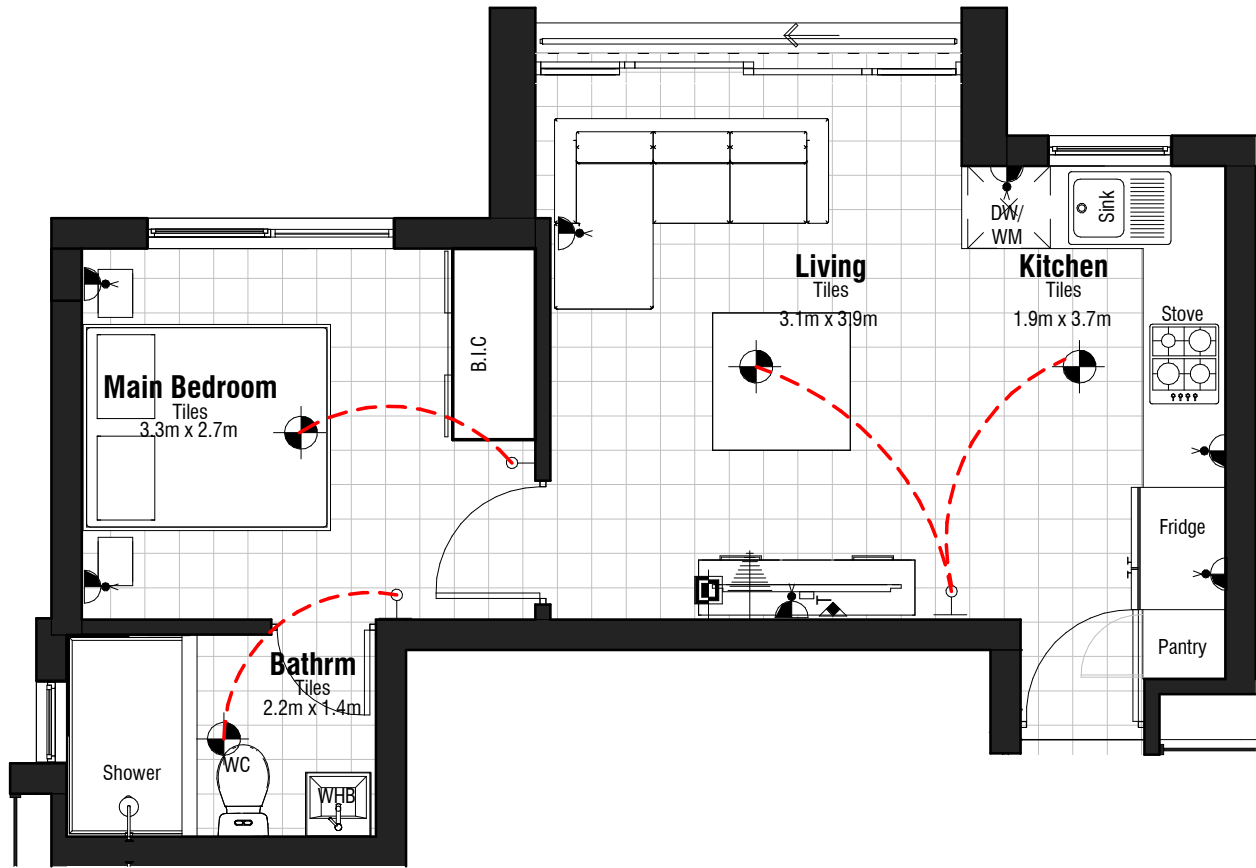 DW/
WM
Sink
Living
Tiles
3.1m x 3.9m
Kitchen
Tiles
1.9m x 3.7m
Stove
B.I.C
Main Bedroom
Tiles
3.3m x 2.7m
Fridge
Pantry
Bathrm
Tiles
2.2m x 1.4m
Shower
WC
WHB
T